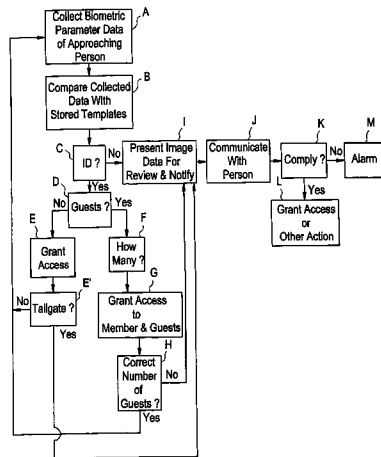 A
Collect Biometric
Parameter Data
of Approaching
Person
B
Compare Collected
Data With
Stored Templates
C
ID ?
No
Yes
I
Present Image
Data For
Review & Notify
J
Communicate
With
Person
K
Comply ?
No
Yes
M
Alarm
L
Grant Access
or
Other Action
D
Guests ?
No
Yes
E
Grant
Access
F
How
Many ?
G
Grant Access
to
Member & Guests
E'
Tailgate ?
No
Yes
H
Correct
Number
of
Guests ?
No
Yes